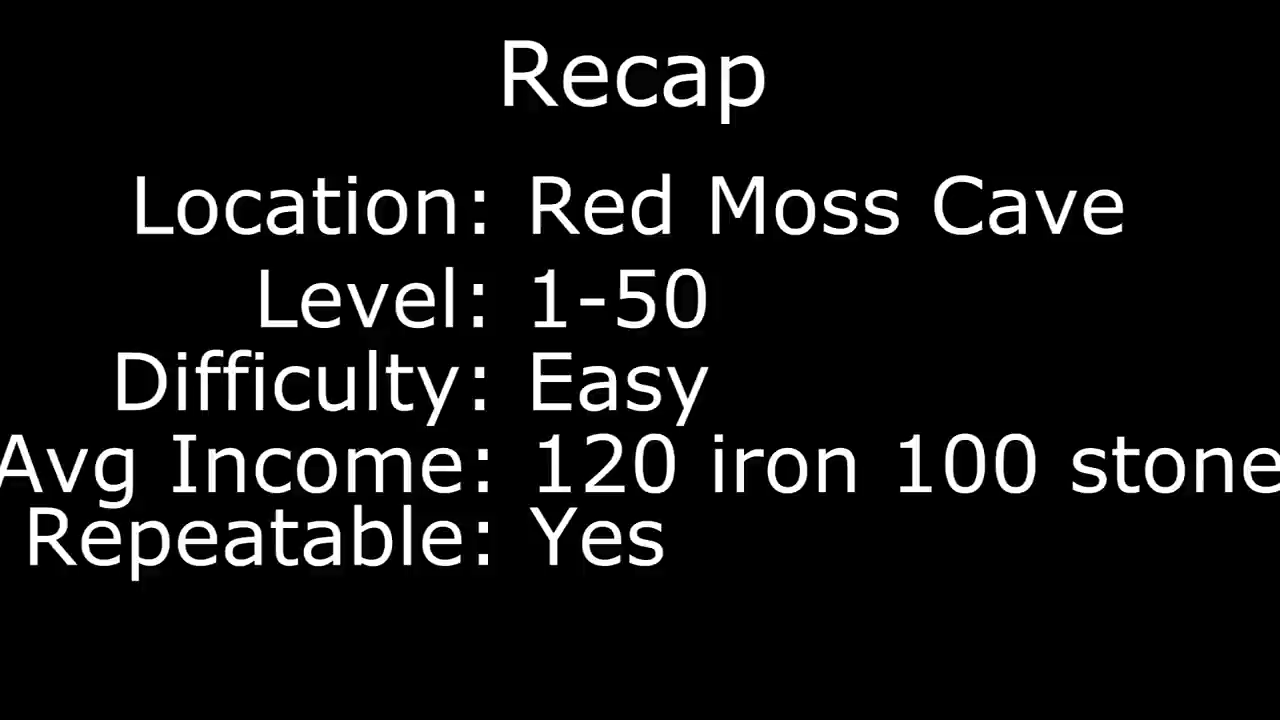 Recap
Location: Red Moss Cave
Level: 1-50
Difficulty: Easy
Avg Income: 120 iron 100 stone
Repeatable: Yes